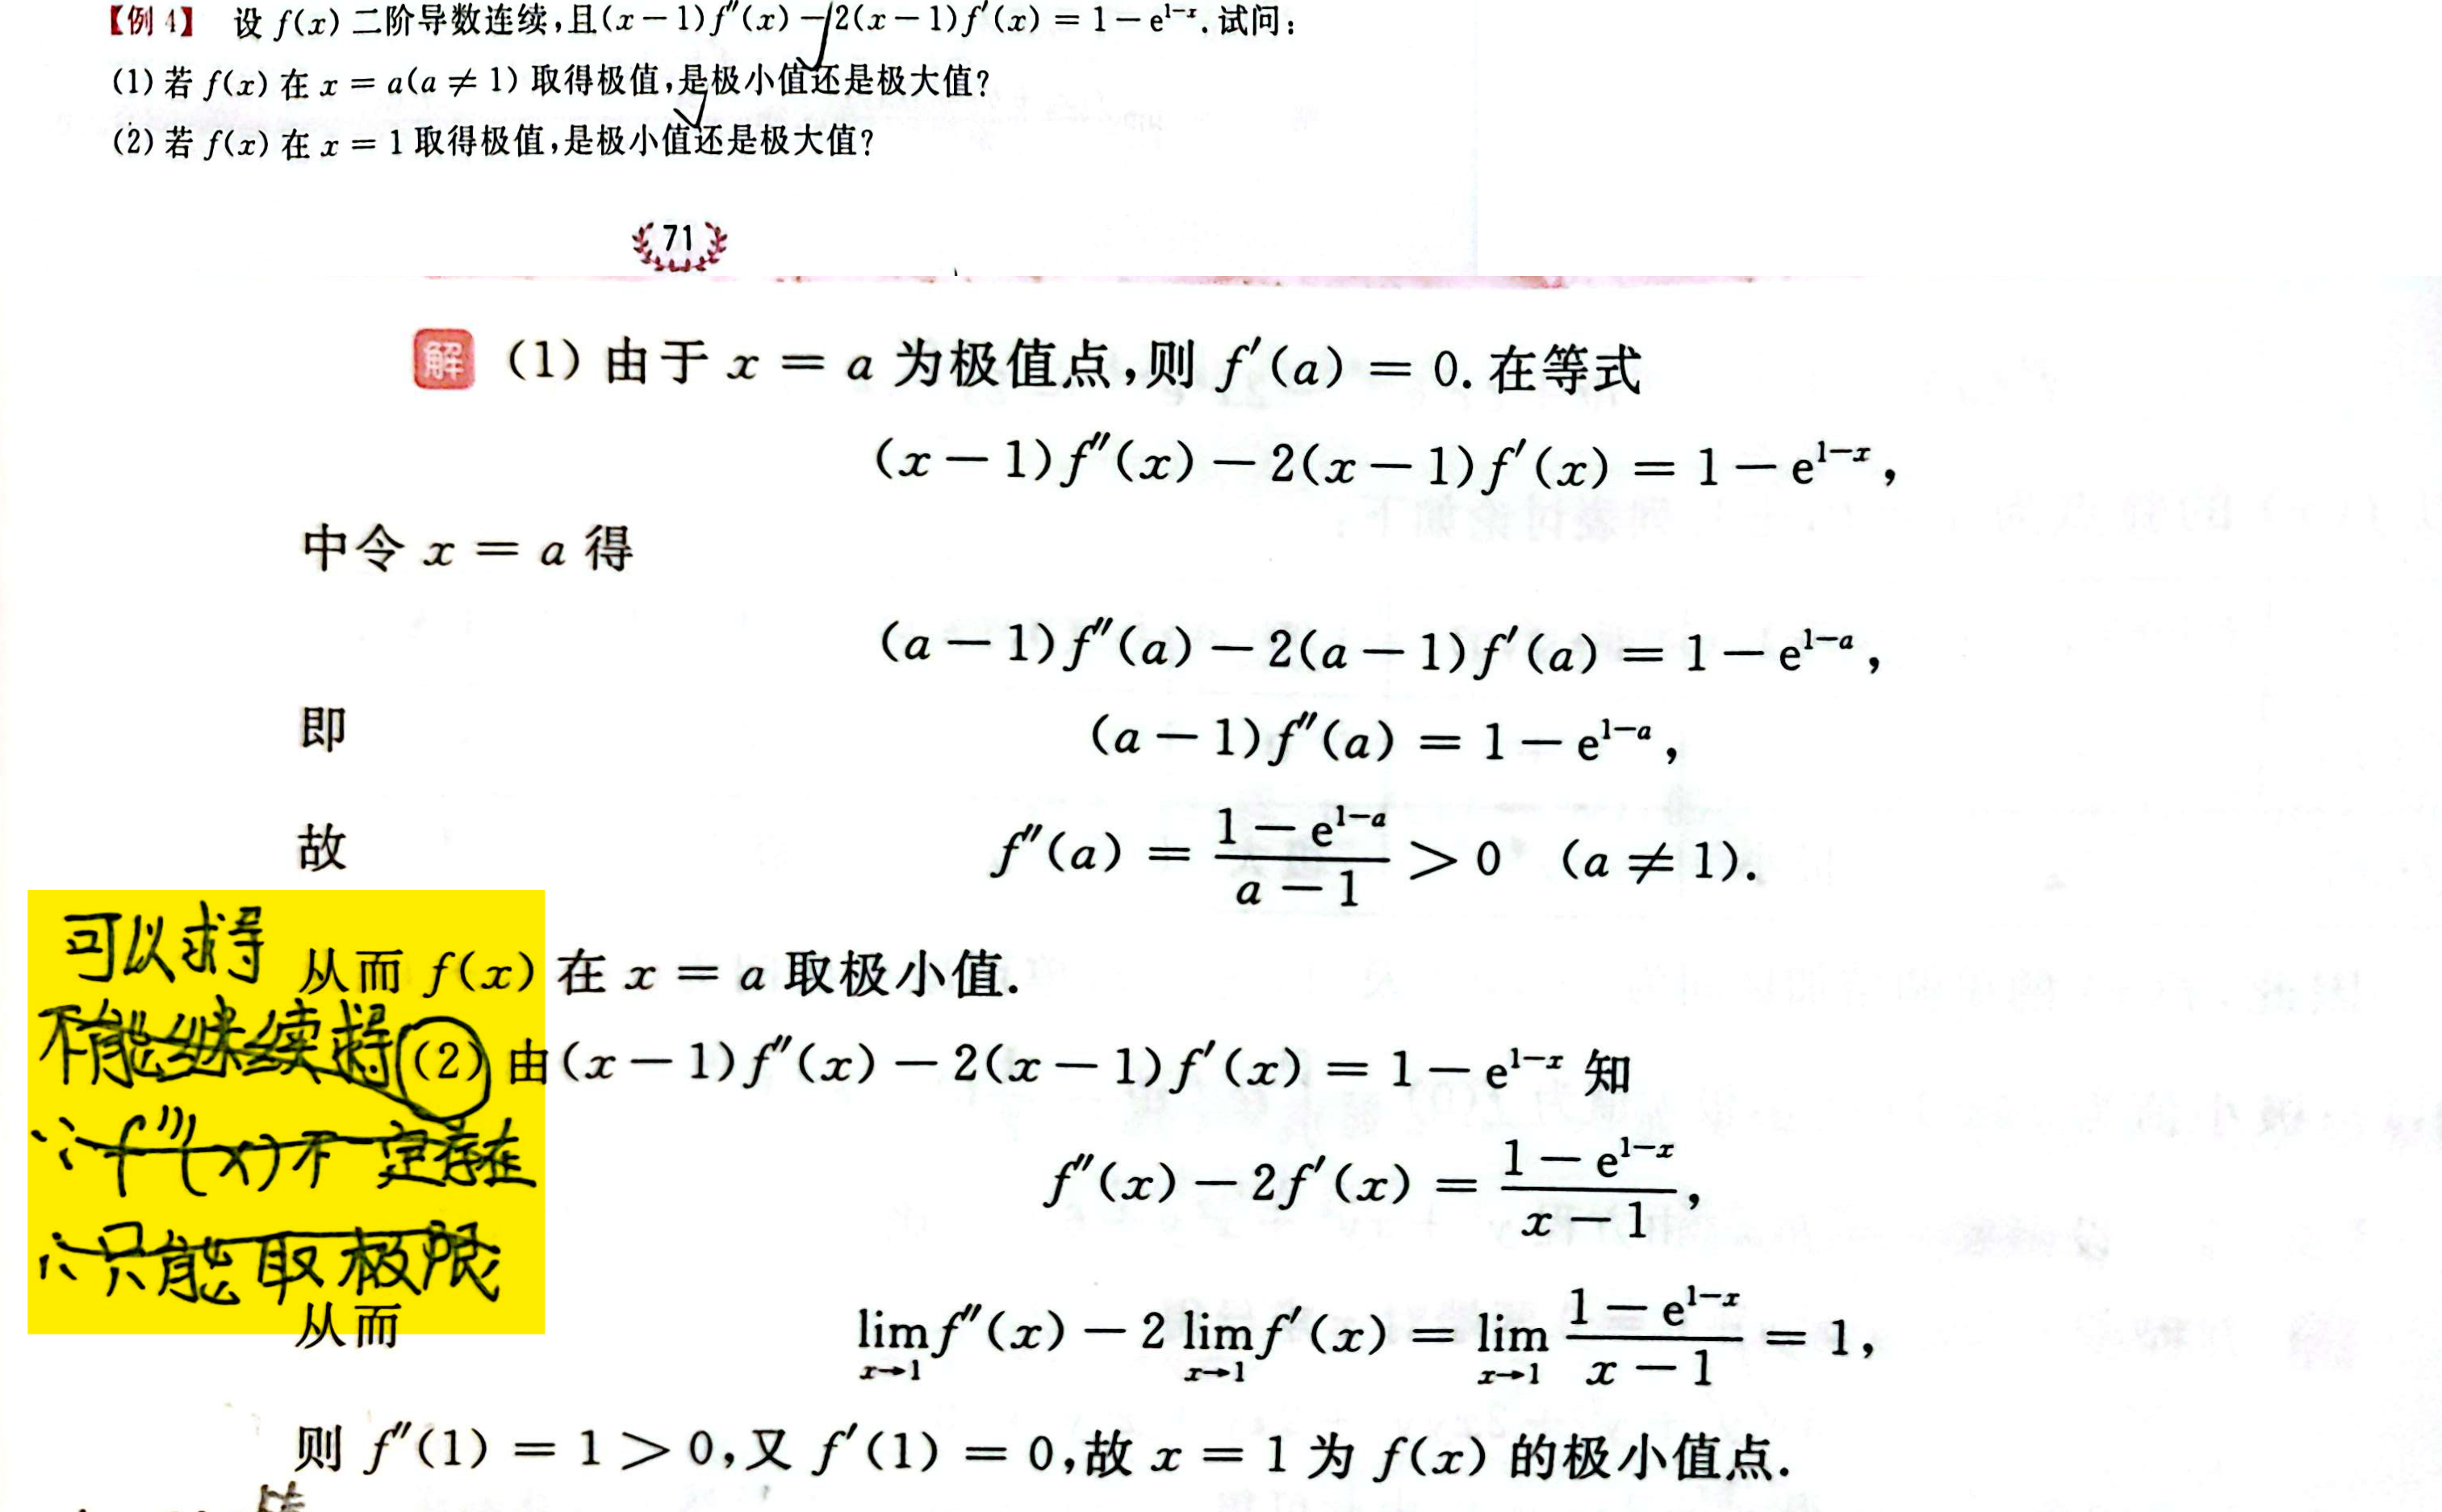 【例4】 设 f(x) 二阶导数连续,且(x−1)f″(x)−2(x−1)f′(x)=1−e^{1−x}.试问:
(1)若 f(x) 在 x = a(a ≠ 1) 取得极值,是极小值还是极大值?
(2)若 f(x) 在 x = 1 取得极值,是极小值还是极大值?
71
解 (1) 由于 x = a 为极值点,则 f′(a) = 0. 在等式
(x−1)f″(x)−2(x−1)f′(x)=1−e^{1−x},
中令 x = a 得
(a−1)f″(a)−2(a−1)f′(a)=1−e^{1−a},
即 (a−1)f″(a)=1−e^{1−a},
故 f″(a) = \frac{1−e^{1−a}}{a−1} > 0 (a ≠ 1).
可以求得
从而 f(x) 在 x = a 取极小值.
不能继续求得
(2) 由(x−1)f″(x)−2(x−1)f′(x)=1−e^{1−x} 知
∵ f‴(x)不一定存在
f″(x)−2f′(x) = \frac{1−e^{1−x}}{x−1},
∴只能取极限
从而 \lim_{x→1} f″(x) − 2\lim_{x→1} f′(x) = \lim_{x→1} \frac{1−e^{1−x}}{x−1} = 1,
则 f″(1) = 1 > 0,又 f′(1) = 0,故 x = 1 为 f(x) 的极小值点.